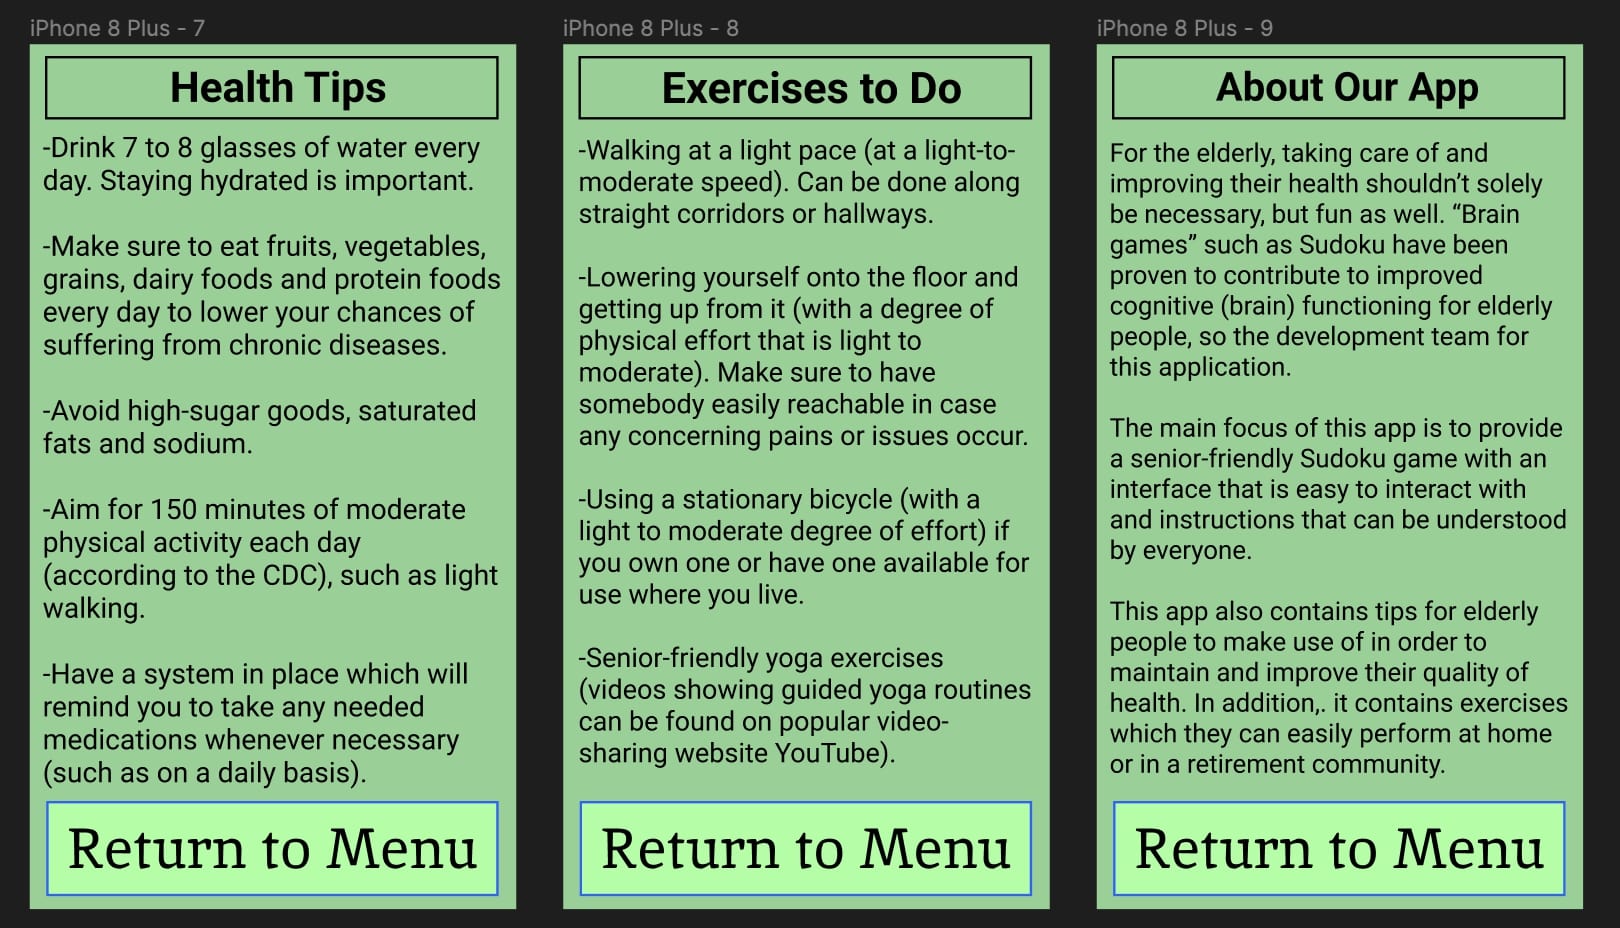 iPhone 8 Plus - 7
Health Tips
-Drink 7 to 8 glasses of water every
day. Staying hydrated is important.
-Make sure to eat fruits, vegetables,
grains, dairy foods and protein foods
every day to lower your chances of
suffering from chronic diseases.
-Avoid high-sugar goods, saturated
fats and sodium.
-Aim for 150 minutes of moderate
physical activity each day
(according to the CDC), such as light
walking.
-Have a system in place which will
remind you to take any needed
medications whenever necessary
(such as on a daily basis).
Return to Menu
iPhone 8 Plus - 8
Exercises to Do
-Walking at a light pace (at a light-to-
moderate speed). Can be done along
straight corridors or hallways.
-Lowering yourself onto the floor and
getting up from it (with a degree of
physical effort that is light to
moderate). Make sure to have
somebody easily reachable in case
any concerning pains or issues occur.
-Using a stationary bicycle (with a
light to moderate degree of effort) if
you own one or have one available for
use where you live.
-Senior-friendly yoga exercises
(videos showing guided yoga routines
can be found on popular video-
sharing website YouTube).
Return to Menu
iPhone 8 Plus - 9
About Our App
For the elderly, taking care of and
improving their health shouldn’t solely
be necessary, but fun as well. “Brain
games” such as Sudoku have been
proven to contribute to improved
cognitive (brain) functioning for elderly
people, so the development team for
this application.
The main focus of this app is to provide
a senior-friendly Sudoku game with an
interface that is easy to interact with
and instructions that can be understood
by everyone.
This app also contains tips for elderly
people to make use of in order to
maintain and improve their quality of
health. In addition,. it contains exercises
which they can easily perform at home
or in a retirement community.
Return to Menu